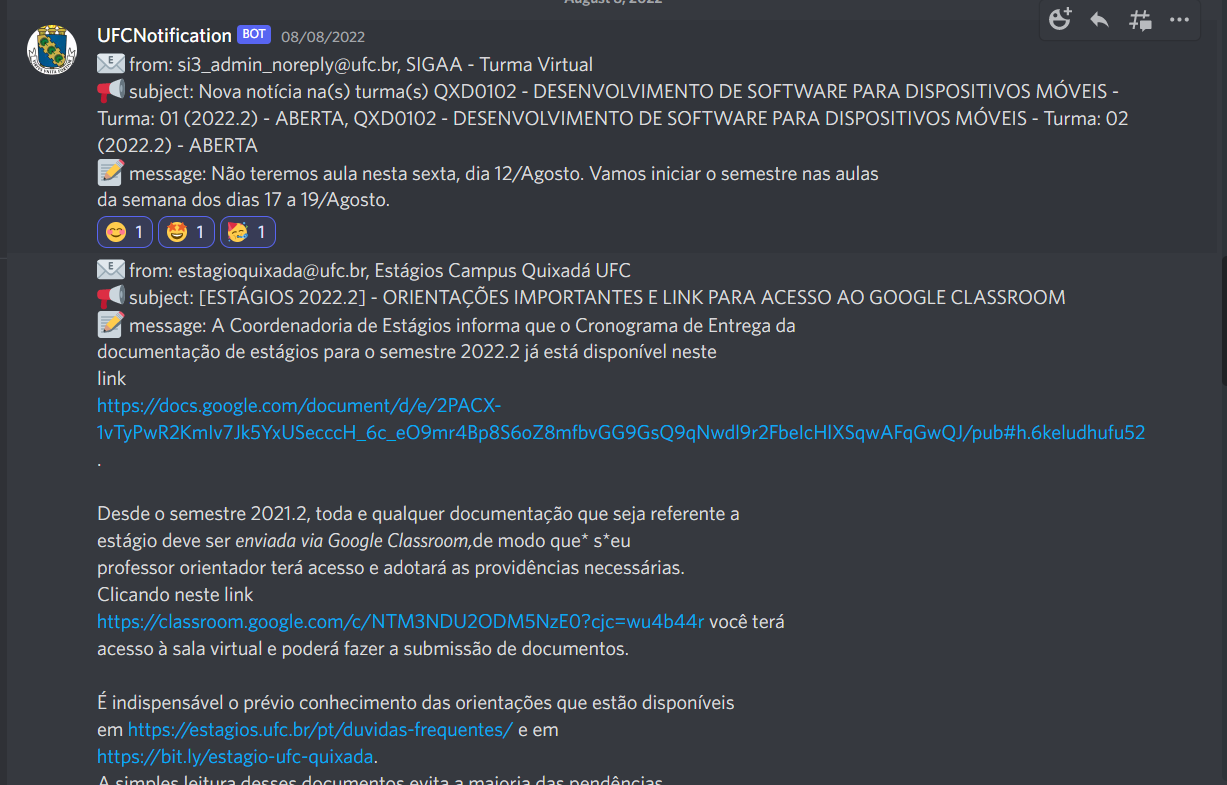 August 8, 2022
UFCNotification BOT 08/08/2022
from: si3_admin_noreply@ufc.br, SIGAA - Turma Virtual
subject: Nova notícia na(s) turma(s) QXD0102 - DESENVOLVIMENTO DE SOFTWARE PARA DISPOSITIVOS MÓVEIS -
Turma: 01 (2022.2) - ABERTA, QXD0102 - DESENVOLVIMENTO DE SOFTWARE PARA DISPOSITIVOS MÓVEIS - Turma: 02
(2022.2) - ABERTA
message: Não teremos aula nesta sexta, dia 12/Agosto. Vamos iniciar o semestre nas aulas
da semana dos dias 17 a 19/Agosto.
😊 1 🤩 1 🥳 1
from: estagioquixada@ufc.br, Estágios Campus Quixadá UFC
subject: [ESTÁGIOS 2022.2] - ORIENTAÇÕES IMPORTANTES E LINK PARA ACESSO AO GOOGLE CLASSROOM
message: A Coordenadoria de Estágios informa que o Cronograma de Entrega da
documentação de estágios para o semestre 2022.2 já está disponível neste
link
https://docs.google.com/document/d/e/2PACX-
1vTyPwR2KmIv7Jk5YxUSecccH_6c_eO9mr4Bp8S6oZ8mfbvGG9GsQ9qNwdl9r2FbeIcHIXSqwAFqGwQJ/pub#h.6keludhufu52
.
Desde o semestre 2021.2, toda e qualquer documentação que seja referente a
estágio deve ser enviada via Google Classroom,de modo que* s*eu
professor orientador terá acesso e adotará as providências necessárias.
Clicando neste link
https://classroom.google.com/c/NTM3NDU2ODM5NzE0?cjc=wu4b44r você terá
acesso à sala virtual e poderá fazer a submissão de documentos.
É indispensável o prévio conhecimento das orientações que estão disponíveis
em https://estagios.ufc.br/pt/duvidas-frequentes/ e em
https://bit.ly/estagio-ufc-quixada.
A simples leitura desses documentos evita a maioria das pendências